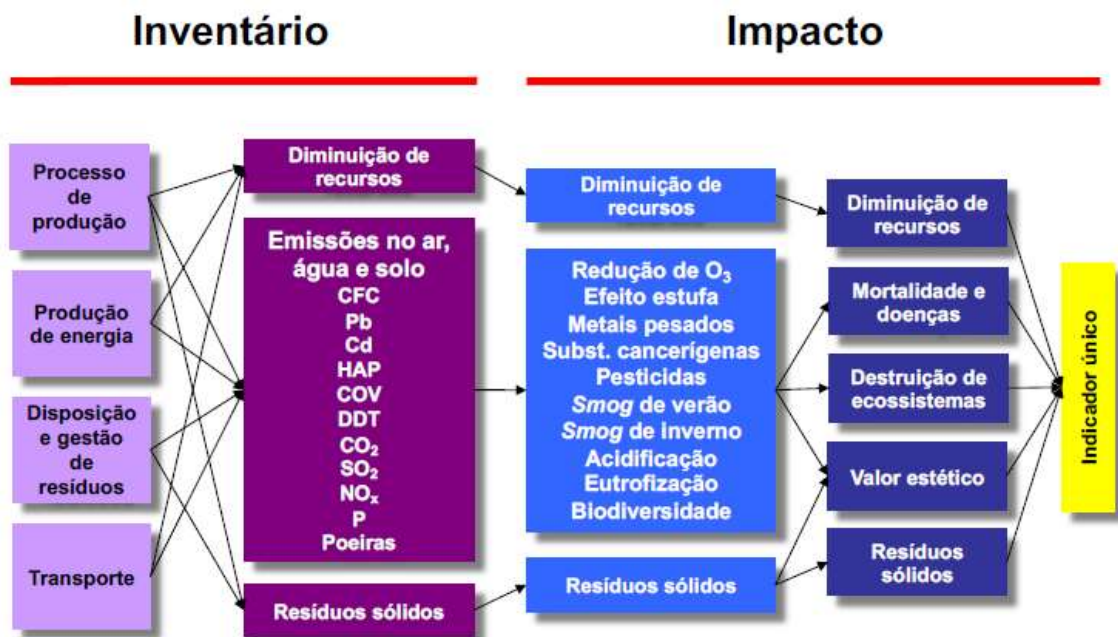 Inventário
Impacto
Processo
de
produção
Produção
de energia
Disposição
e gestão
de
resíduos
Transporte
Diminuição de
recursos
Emissões no ar,
água e solo
CFC
Pb
Cd
HAP
COV
DDT
CO₂
SO₂
NOₓ
P
Poeiras
Resíduos sólidos
Diminuição de
recursos
Redução de O₃
Efeito estufa
Metais pesados
Subst. cancerígenas
Pesticidas
Smog de verão
Smog de inverno
Acidificação
Eutrofização
Biodiversidade
Resíduos sólidos
Diminuição de
recursos
Mortalidade e
doenças
Destruição de
ecossistemas
Valor estético
Resíduos
sólidos
Indicador único